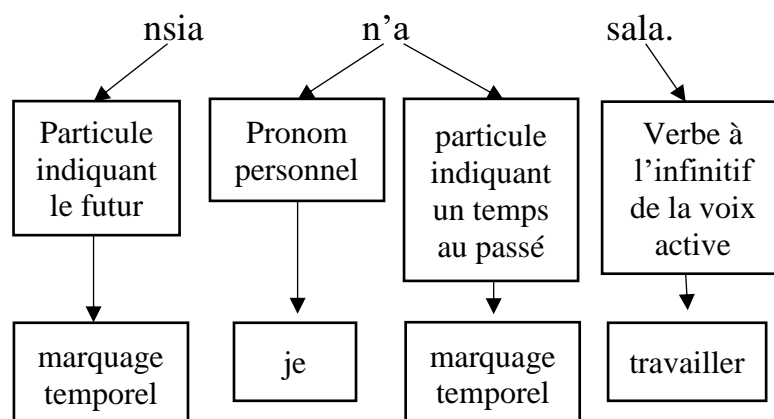 nsia n’a sala.
Particule
indiquant
le futur
Pronom
personnel
particule
indiquant
un temps
au passé
Verbe à
l’infinitif
de la voix
active
marquage
temporel
je
marquage
temporel
travailler